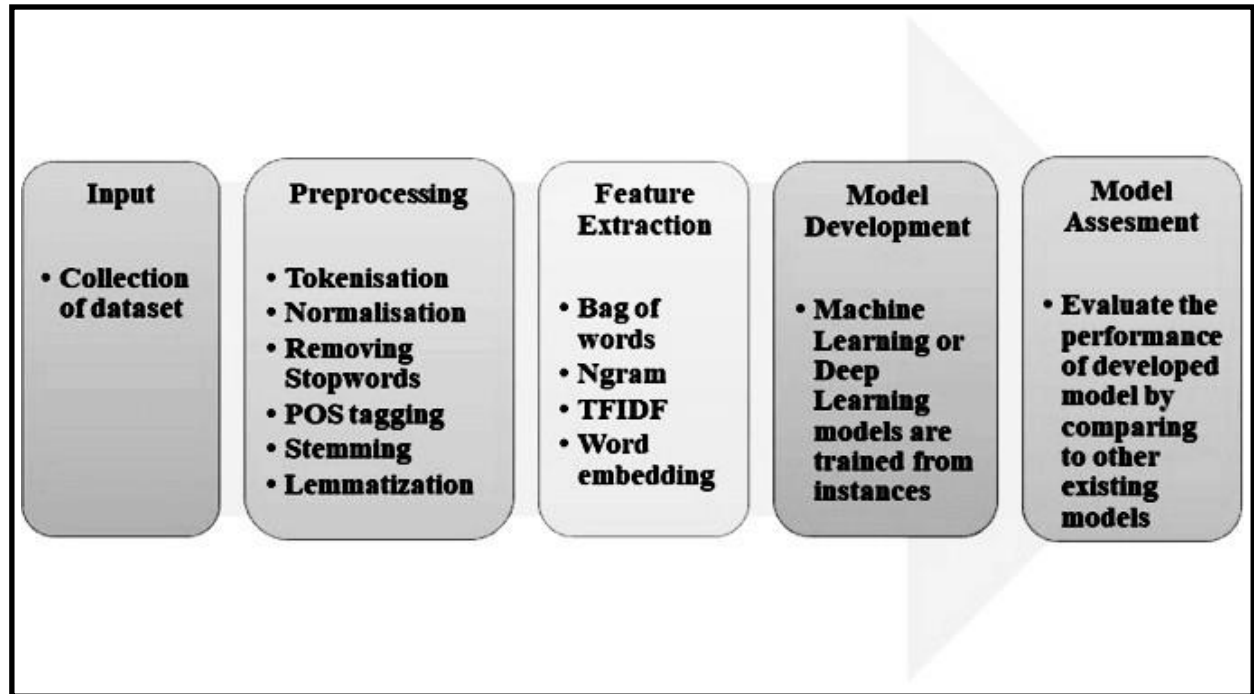 Input
• Collection
of dataset
Preprocessing
• Tokenisation
• Normalisation
• Removing
Stopwords
• POS tagging
• Stemming
• Lemmatization
Feature
Extraction
• Bag of
words
• Ngram
• TFIDF
• Word
embedding
Model
Development
• Machine
Learning or
Deep
Learning
models are
trained from
instances
Model
Assesment
• Evaluate the
performance
of developed
model by
comparing
to other
existing
models